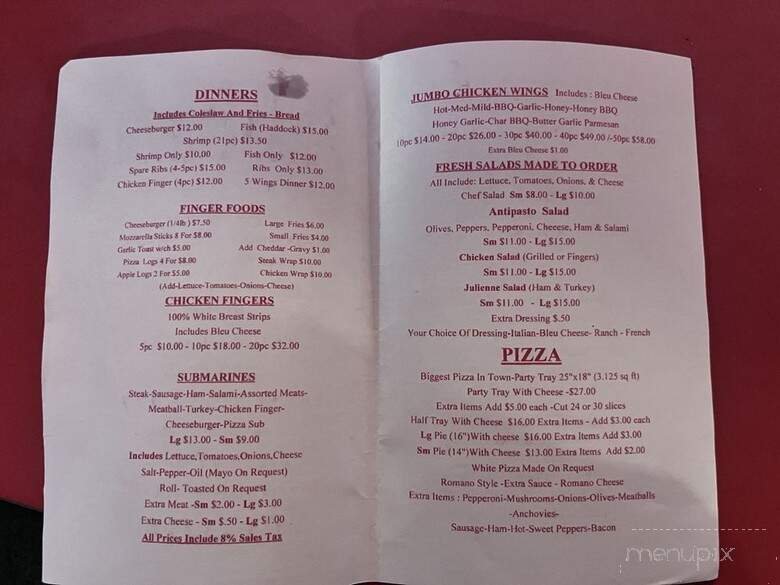 DINNERS
Includes Coleslaw And Fries - Bread
Cheeseburger $12.00 Fish (Haddock) $15.00
Shrimp (21pc) $13.50
Shrimp Only $10.00 Fish Only $12.00
Spare Ribs (4-5pc) $15.00 Ribs Only $13.00
Chicken Finger (4pc) $12.00 5 Wings Dinner $12.00
FINGER FOODS
Cheeseburger (1/4lb ) $7.50 Large Fries $6.00
Mozzarella Sticks 8 For $8.00 Small Fries $4.00
Garlic Toast w/ch $5.00 Add Cheddar -Gravy $1.00
Pizza Logs 4 For $8.00 Steak Wrap $10.00
Apple Logs 2 For $5.00 Chicken Wrap $10.00
(Add-Lettuce-Tomatoes-Onions-Cheese)
CHICKEN FINGERS
100% White Breast Strips
Includes Bleu Cheese
5pc $10.00 - 10pc $18.00 - 20pc $32.00
SUBMARINES
Steak-Sausage-Ham-Salami-Assorted Meats-
Meatball-Turkey-Chicken Finger-
Cheeseburger-Pizza Sub
Lg $13.00 - Sm $9.00
Includes Lettuce,Tomatoes,Onions,Cheese
Salt-Pepper-Oil (Mayo On Request)
Roll- Toasted On Request
Extra Meat -Sm $2.00 - Lg $3.00
Extra Cheese - Sm $.50 - Lg $1.00
All Prices Include 8% Sales Tax
JUMBO CHICKEN WINGS Includes : Bleu Cheese
Hot-Med-Mild-BBQ-Garlic-Honey-Honey BBQ
Honey Garlic-Char BBQ-Butter Garlic Parmesan
10pc $14.00 - 20pc $26.00 - 30pc $40.00 - 40pc $49.00 /-50pc $58.00
Extra Bleu Cheese $1.00
FRESH SALADS MADE TO ORDER
All Include: Lettuce, Tomatoes, Onions, & Cheese
Chef Salad Sm $8.00 - Lg $10.00
Antipasto Salad
Olives, Peppers, Pepperoni, Cheeese, Ham & Salami
Sm $11.00 - Lg $15.00
Chicken Salad (Grilled or Fingers)
Sm $11.00 - Lg $15.00
Julienne Salad (Ham & Turkey)
Sm $11.00 - Lg $15.00
Extra Dressing $.50
Your Choice Of Dressing-Italian-Bleu Cheese- Ranch - French
PIZZA
Biggest Pizza In Town-Party Tray 25"x18" (3.125 sq ft)
Party Tray With Cheese -$27.00
Extra Items Add $5.00 each -Cut 24 or 30 slices
Half Tray With Cheese $16.00 Extra Items - Add $3.00 each
Lg Pie (16")With cheese $16.00 Extra Items Add $3.00
Sm Pie (14")With Cheese $13.00 Extra Items Add $2.00
White Pizza Made On Request
Romano Style -Extra Sauce - Romano Cheese
Extra Items : Pepperoni-Mushrooms-Onions-Olives-Meatballs
-Anchovies-
Sausage-Ham-Hot-Sweet Peppers-Bacon
menupix